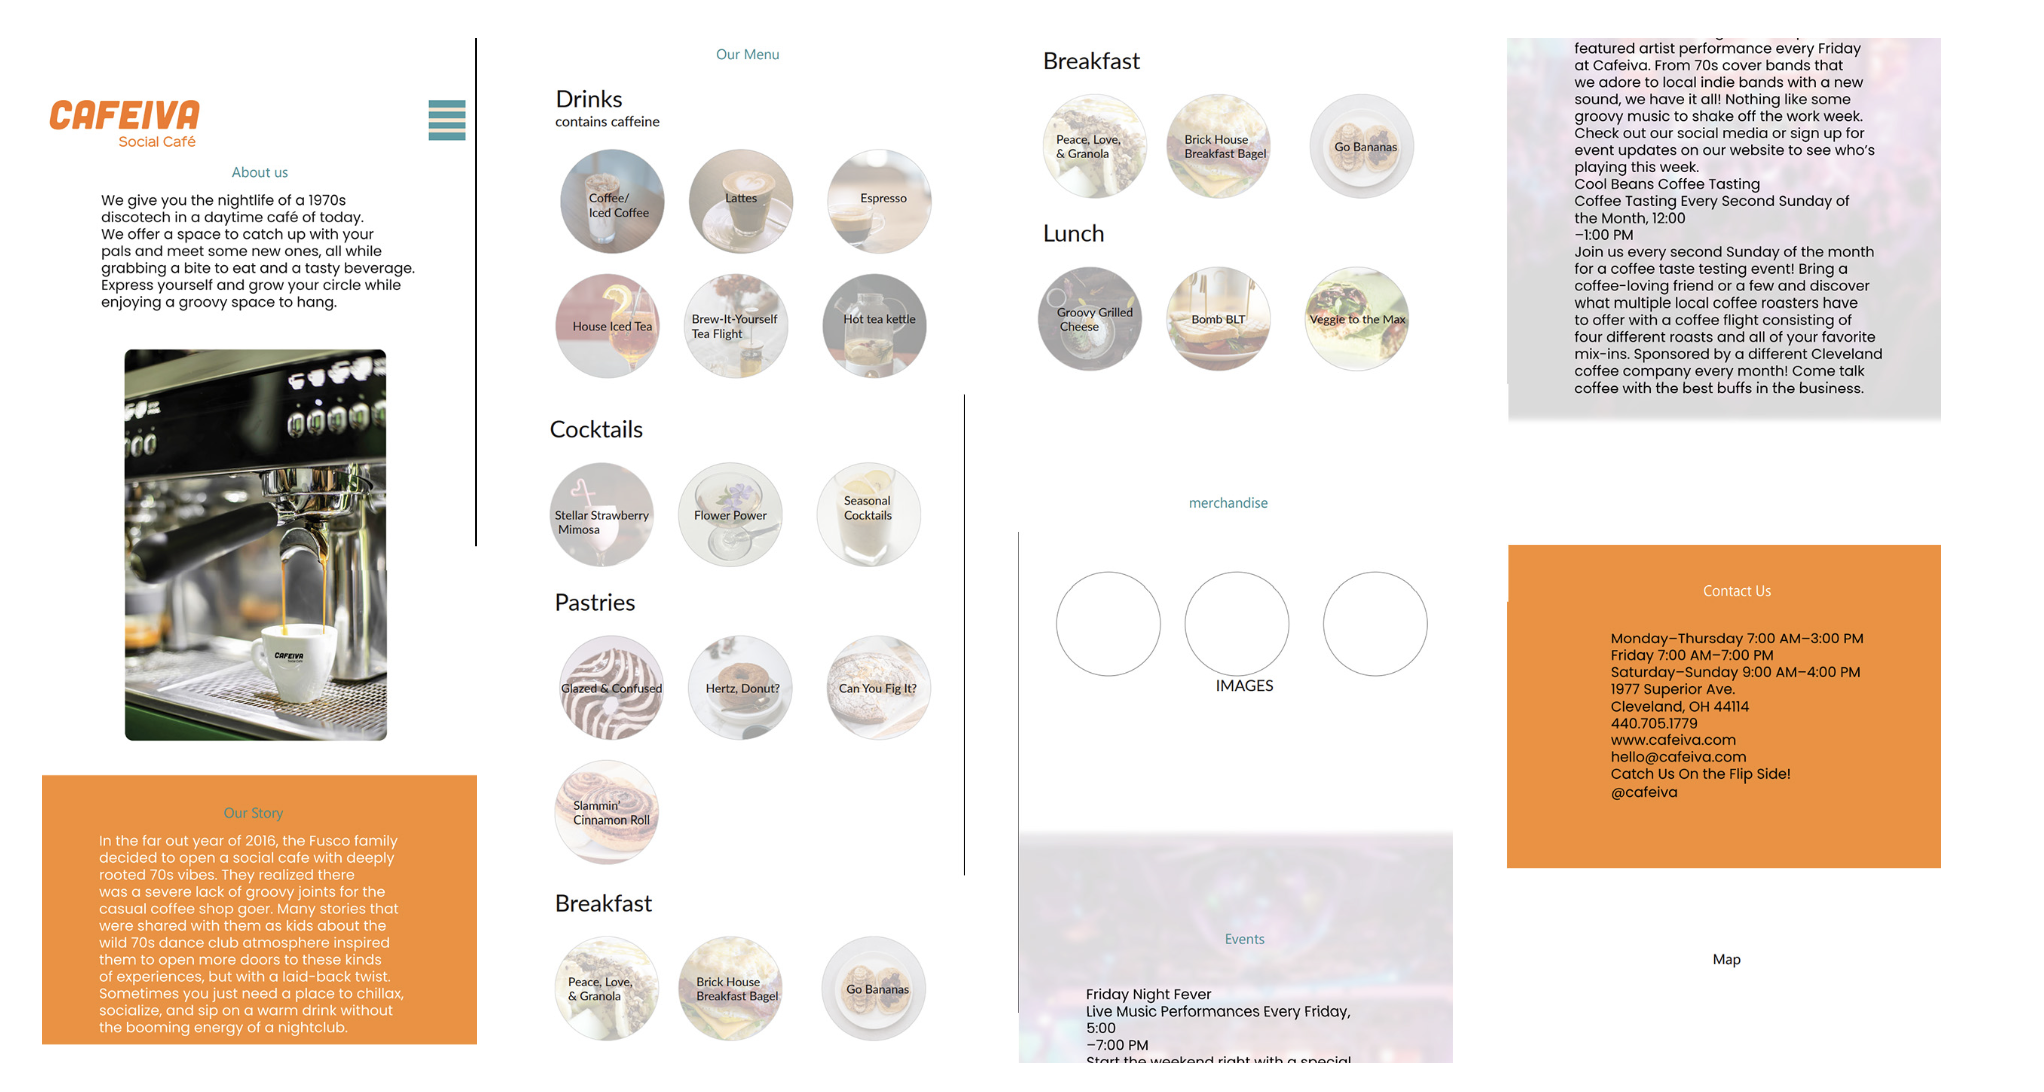 CAFEIVA
Social Café
About us
We give you the nightlife of a 1970s
discotech in a daytime café of today.
We offer a space to catch up with your
pals and meet some new ones, all while
grabbing a bite to eat and a tasty beverage.
Express yourself and grow your circle while
enjoying a groovy space to hang.
CAFEIVA
Our Story
In the far out year of 2016, the Fusco family
decided to open a social cafe with deeply
rooted 70s vibes. They realized there
was a severe lack of groovy joints for the
casual coffee shop goer. Many stories that
were shared with them as kids about the
wild 70s dance club atmosphere inspired
them to open more doors to these kinds
of experiences, but with a laid-back twist.
Sometimes you just need a place to chillax,
socialize, and sip on a warm drink without
the booming energy of a nightclub.
Our Menu
Drinks
contains caffeine
Coffee/
Iced Coffee
Lattes
Espresso
House Iced Tea
Brew-It-Yourself
Tea Flight
Hot tea kettle
Cocktails
Stellar Strawberry
Mimosa
Flower Power
Seasonal
Cocktails
Pastries
Glazed & Confused
Hertz, Donut?
Can You Fig It?
Slammin'
Cinnamon Roll
Breakfast
Peace, Love,
& Granola
Brick House
Breakfast Bagel
Go Bananas
Breakfast
Peace, Love,
& Granola
Brick House
Breakfast Bagel
Go Bananas
Lunch
Groovy Grilled
Cheese
Bomb BLT
Veggie to the Max
merchandise
IMAGES
Events
Friday Night Fever
Live Music Performances Every Friday,
5:00
–7:00 PM
Start the weekend right with a special
featured artist performance every Friday
at Cafeiva. From 70s cover bands that
we adore to local indie bands with a new
sound, we have it all! Nothing like some
groovy music to shake off the work week.
Check out our social media or sign up for
event updates on our website to see who's
playing this week.
Cool Beans Coffee Tasting
Coffee Tasting Every Second Sunday of
the Month, 12:00
–1:00 PM
Join us every second Sunday of the month
for a coffee taste testing event! Bring a
coffee-loving friend or a few and discover
what multiple local coffee roasters have
to offer with a coffee flight consisting of
four different roasts and all of your favorite
mix-ins. Sponsored by a different Cleveland
coffee company every month! Come talk
coffee with the best buffs in the business.
Contact Us
Monday–Thursday 7:00 AM–3:00 PM
Friday 7:00 AM–7:00 PM
Saturday–Sunday 9:00 AM–4:00 PM
1977 Superior Ave.
Cleveland, OH 44114
440.705.1779
www.cafeiva.com
hello@cafeiva.com
Catch Us On the Flip Side!
@cafeiva
Map